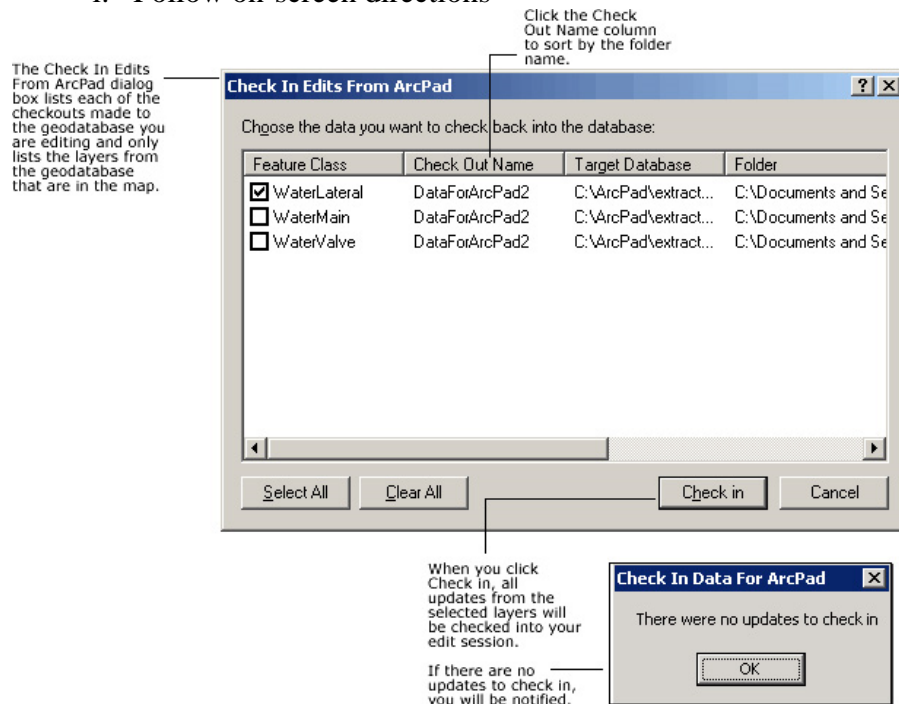 Follow on-screen directions
Click the Check
Out Name column
to sort by the folder
name.
The Check In Edits
From ArcPad dialog
box lists each of the
checkouts made to
the geodatabase you
are editing and only
lists the layers from
the geodatabase
that are in the map.
Check In Edits From ArcPad
Choose the data you want to check back into the database:
Feature Class Check Out Name Target Database Folder
WaterLateral DataForArcPad2 C:\ArcPad\extract... C:\Documents and Se
WaterMain DataForArcPad2 C:\ArcPad\extract... C:\Documents and Se
WaterValve DataForArcPad2 C:\ArcPad\extract... C:\Documents and Se
Select All Clear All Check in Cancel
When you click
Check in, all
updates from the
selected layers will
be checked into your
edit session.
If there are no
updates to check in,
you will be notified.
Check In Data For ArcPad
There were no updates to check in
OK